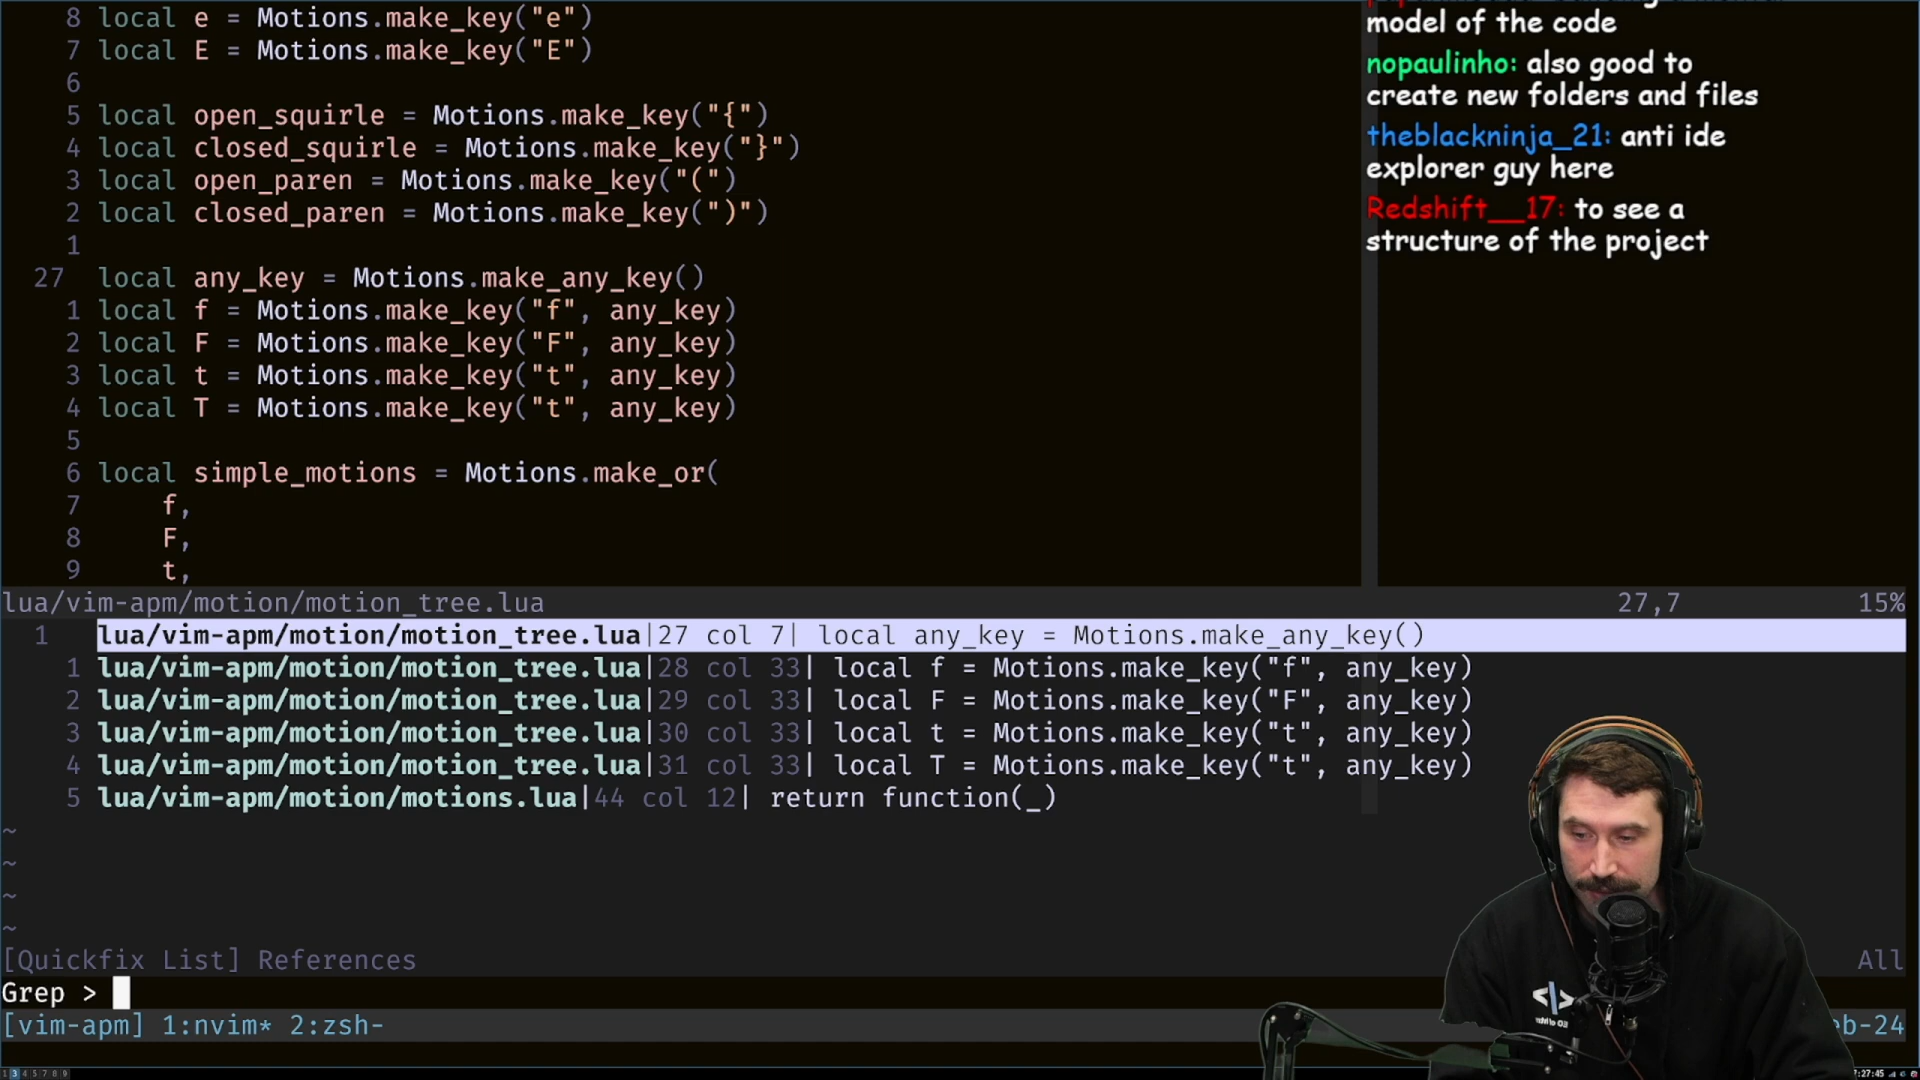 8 local e = Motions.make_key("e")
7 local E = Motions.make_key("E")
6
5 local open_squirle = Motions.make_key("{")
4 local closed_squirle = Motions.make_key("}")
3 local open_paren = Motions.make_key("(")
2 local closed_paren = Motions.make_key(")")
1
27 local any_key = Motions.make_any_key()
1 local f = Motions.make_key("f", any_key)
2 local F = Motions.make_key("F", any_key)
3 local t = Motions.make_key("t", any_key)
4 local T = Motions.make_key("t", any_key)
5
6 local simple_motions = Motions.make_or(
7 f,
8 F,
9 t,
model of the code
nopaulinho: also good to
create new folders and files
theblackninja_21: anti ide
explorer guy here
Redshift__17: to see a
structure of the project
lua/vim-apm/motion/motion_tree.lua 27,7 15%
1 lua/vim-apm/motion/motion_tree.lua|27 col 7| local any_key = Motions.make_any_key()
1 lua/vim-apm/motion/motion_tree.lua|28 col 33| local f = Motions.make_key("f", any_key)
2 lua/vim-apm/motion/motion_tree.lua|29 col 33| local F = Motions.make_key("F", any_key)
3 lua/vim-apm/motion/motion_tree.lua|30 col 33| local t = Motions.make_key("t", any_key)
4 lua/vim-apm/motion/motion_tree.lua|31 col 33| local T = Motions.make_key("t", any_key)
5 lua/vim-apm/motion/motions.lua|44 col 12| return function(_)
~
~
~
~
[Quickfix List] References All
Grep >
[vim-apm] 1:nvim* 2:zsh- eb-24